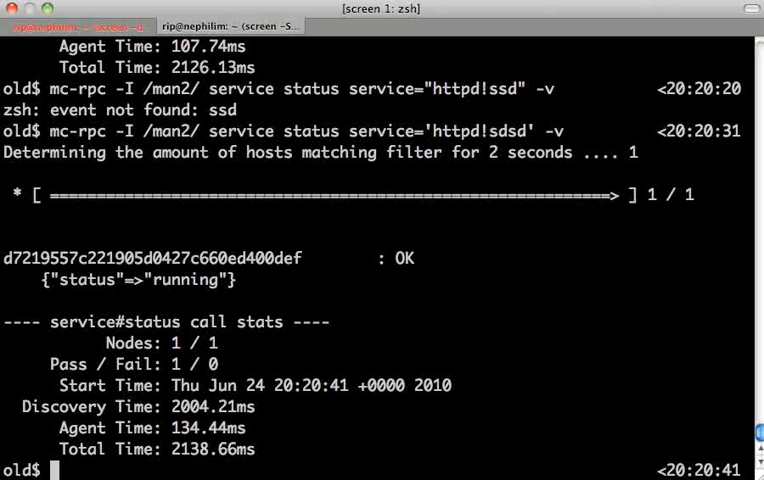 [screen 1: zsh]
rip@nephilim: ~ (screen -d
rip@nephilim: ~ (screen -S...
Agent Time: 107.74ms
Total Time: 2126.13ms
old$ mc-rpc -I /man2/ service status service="httpd!ssd" -v <20:20:20
zsh: event not found: ssd
old$ mc-rpc -I /man2/ service status service='httpd!sdsd' -v <20:20:31
Determining the amount of hosts matching filter for 2 seconds .... 1
* [ ============================================================> ] 1 / 1
d7219557c221905d0427c660ed400def : OK
{"status"=>"running"}
---- service#status call stats ----
Nodes: 1 / 1
Pass / Fail: 1 / 0
Start Time: Thu Jun 24 20:20:41 +0000 2010
Discovery Time: 2004.21ms
Agent Time: 134.44ms
Total Time: 2138.66ms
old$ <20:20:41